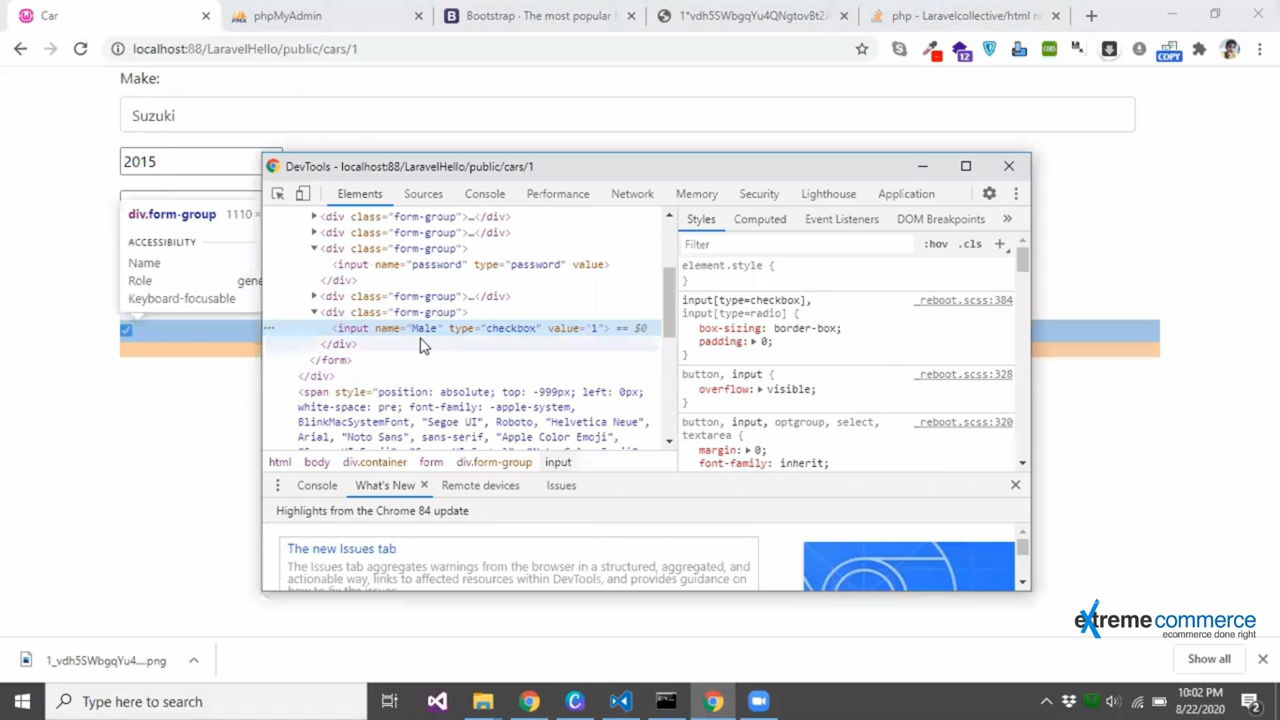 Car
phpMyAdmin
Bootstrap · The most popular
1*vdh5SWbgqYu4QNgtovBt2
php - Laravelcollective/html n
localhost:88/LaravelHello/public/cars/1
12
COPY
Make:
Suzuki
2015
div.form-group 1110 ×
ACCESSIBILITY
Name
Role gene
Keyboard-focusable
DevTools - localhost:88/LaravelHello/public/cars/1
Elements Sources Console Performance Network Memory Security Lighthouse Application
<div class="form-group">…</div>
<div class="form-group">…</div>
<div class="form-group">
<input name="password" type="password" value>
</div>
<div class="form-group">…</div>
<div class="form-group">
<input name="Male" type="checkbox" value="1"> == $0
</div>
</form>
</div>
<span style="position: absolute; top: -999px; left: 0px;
white-space: pre; font-family: -apple-system,
BlinkMacSystemFont, "Segoe UI", Roboto, "Helvetica Neue",
Arial, "Noto Sans", sans-serif, "Apple Color Emoji",
html body div.container form div.form-group input
Styles Computed Event Listeners DOM Breakpoints »
Filter :hov .cls +
element.style {
}
input[type=checkbox], _reboot.scss:384
input[type=radio] {
box-sizing: border-box;
padding: 0;
}
button, input { _reboot.scss:328
overflow: visible;
}
button, input, optgroup, select, _reboot.scss:320
textarea {
margin: 0;
font-family: inherit;
Console What's New × Remote devices Issues
Highlights from the Chrome 84 update
The new Issues tab
The Issues tab aggregates warnings from the browser in a structured, aggregated, and
actionable way, links to affected resources within DevTools, and provides guidance on
how to fix the issues.
extreme commerce
ecommerce done right
1_vdh5SWbgqYu4....png
Show all
Type here to search
10:02 PM
8/22/2020
2